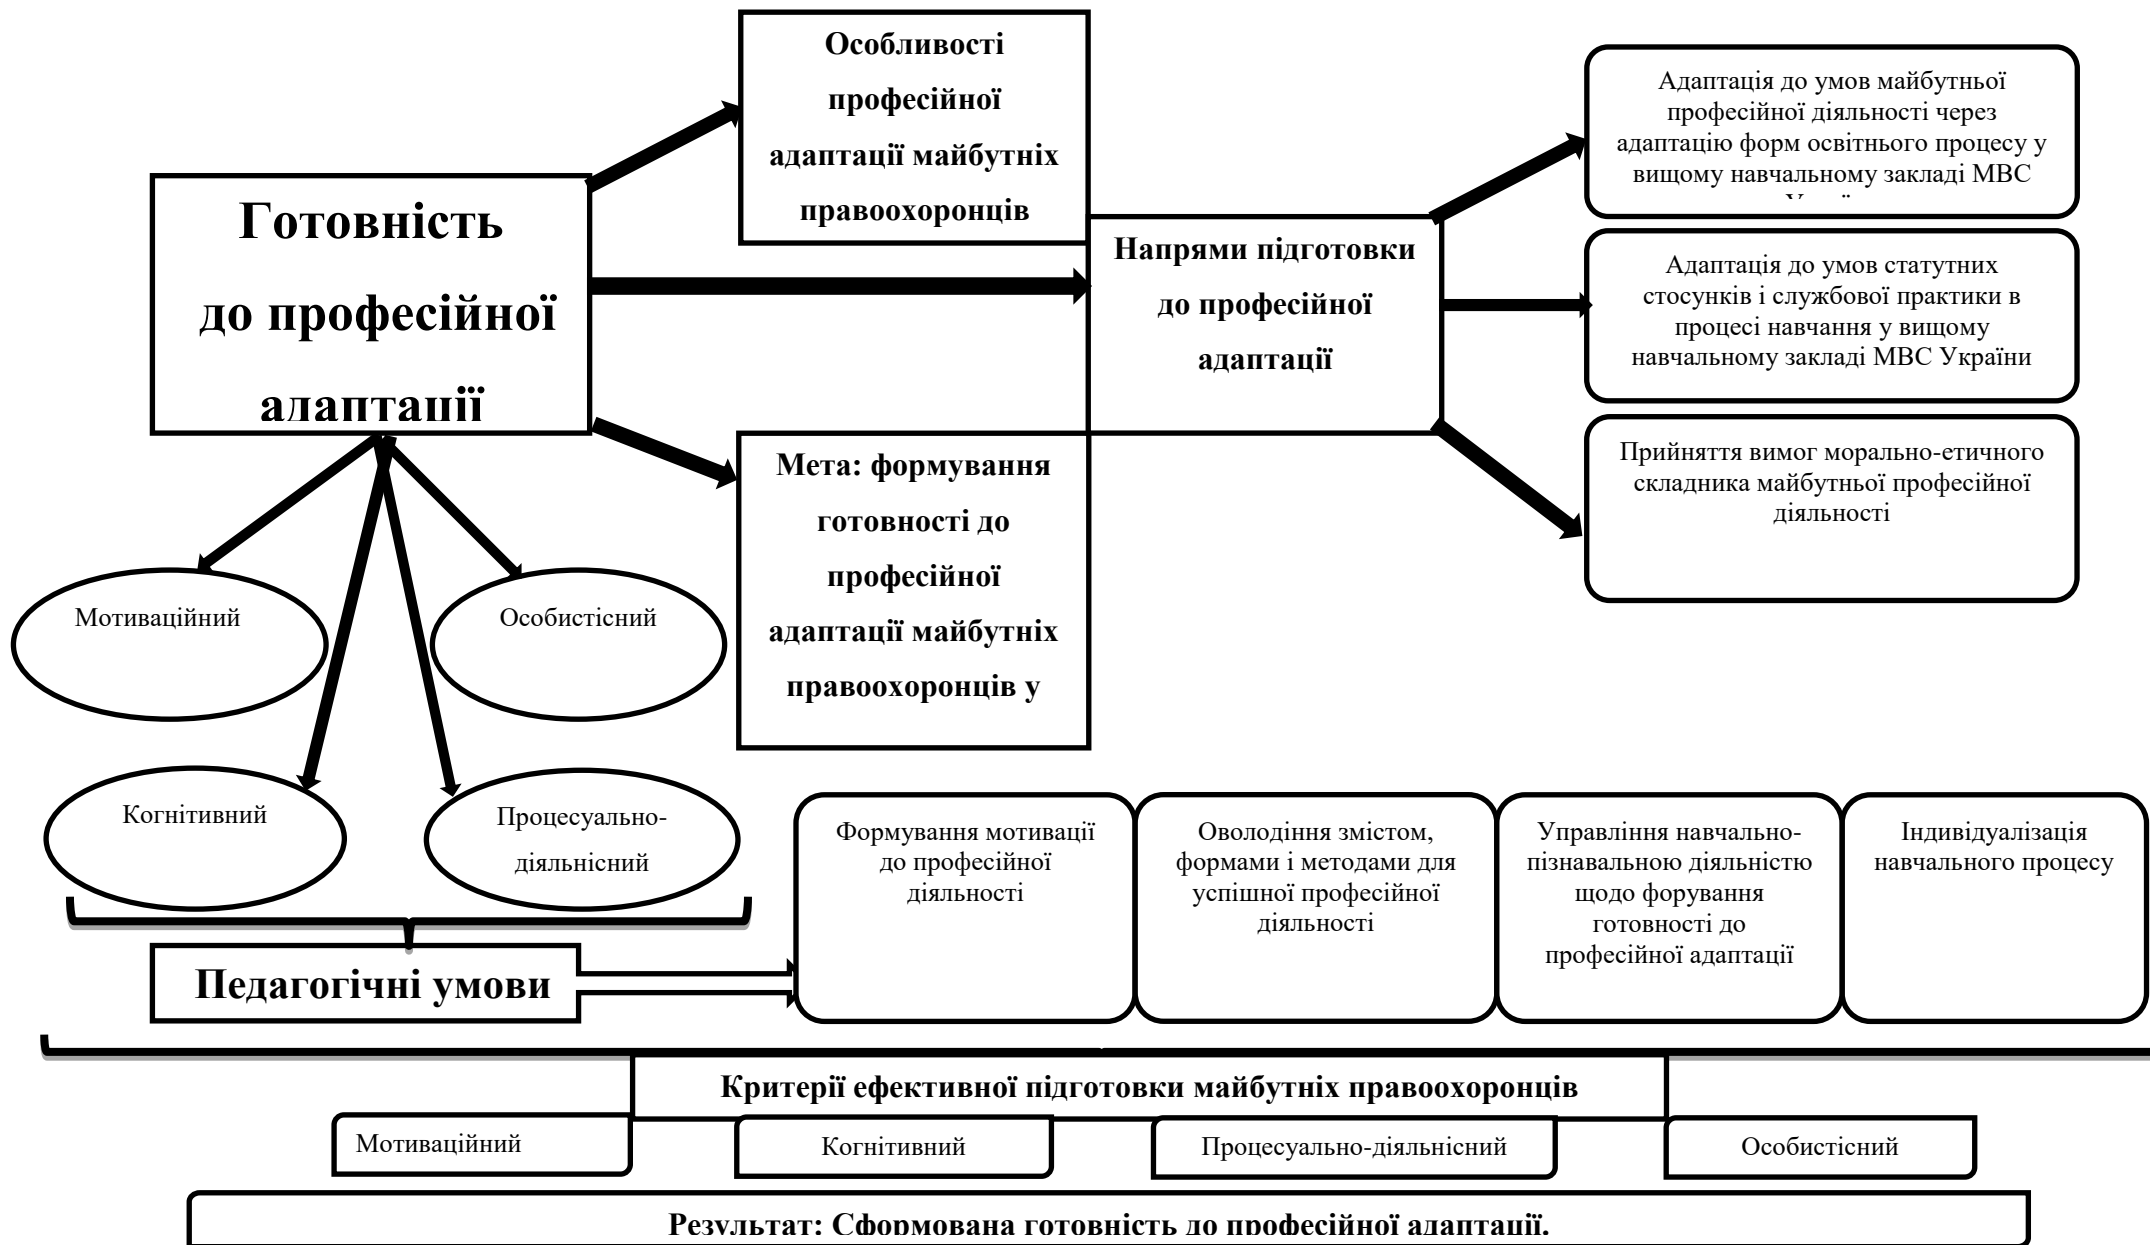 Особливості
професійної
адаптації майбутніх
правоохоронців
Готовність
до професійної
адаптації
Напрями підготовки
до професійної
адаптації
Адаптація до умов майбутньої
професійної діяльності через
адаптацію форм освітнього процесу у
вищому навчальному закладі МВС
Адаптація до умов статутних
стосунків і службової практики в
процесі навчання у вищому
навчальному закладі МВС України
Прийняття вимог морально-етичного
складника майбутньої професійної
діяльності
Мета: формування
готовності до
професійної
адаптації майбутніх
правоохоронців у
Мотиваційний
Особистісний
Когнітивний
Процесуально-
діяльнісний
Педагогічні умови
Формування мотивації
до професійної
діяльності
Оволодіння змістом,
формами і методами для
успішної професійної
діяльності
Управління навчально-
пізнавальною діяльністю
щодо форування
готовності до
професійної адаптації
Індивідуалізація
навчального процесу
Критерії ефективної підготовки майбутніх правоохоронців
Мотиваційний
Когнітивний
Процесуально-діяльнісний
Особистісний
Результат: Сформована готовність до професійної адаптації.